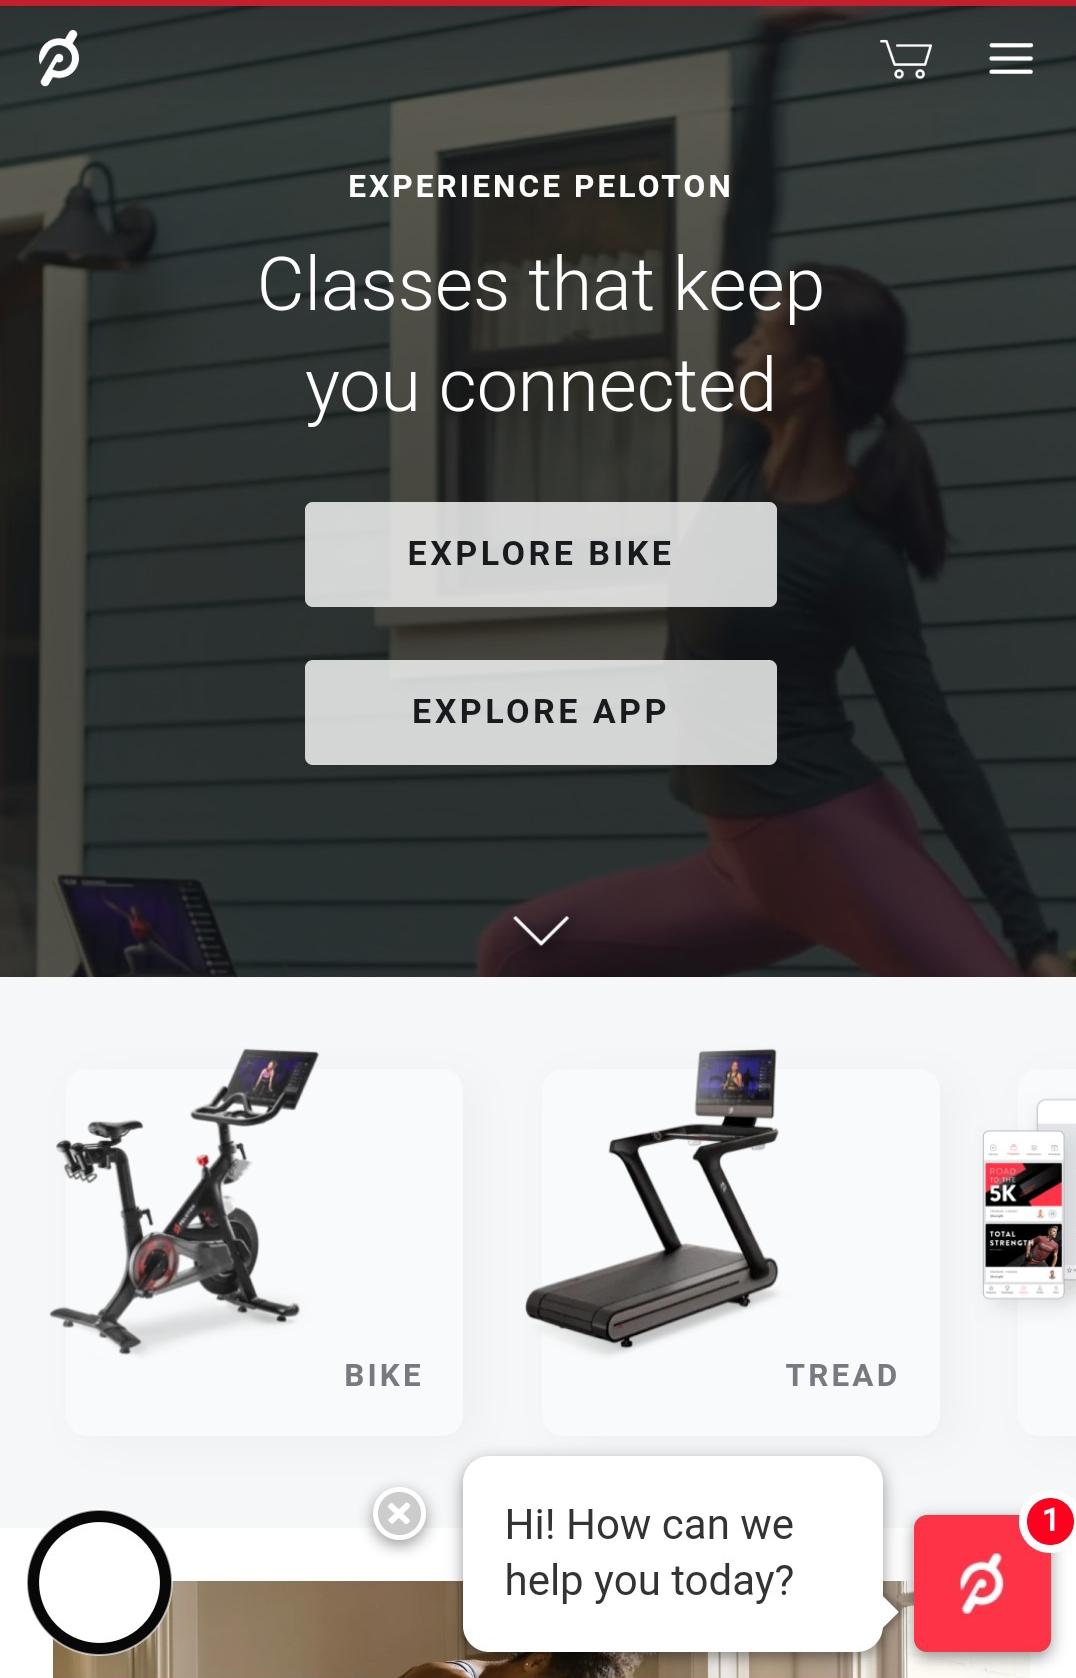 EXPERIENCE PELOTON
Classes that keep
you connected
EXPLORE BIKE
EXPLORE APP
ROAD
TO THE
5K
TOTAL
STRENGTH
BIKE
TREAD
Hi! How can we
help you today?
1